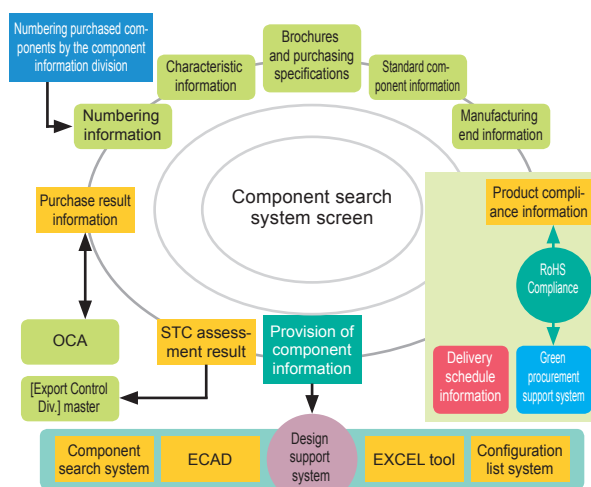 Numbering purchased com-
ponents by the component
information division
Brochures
and purchasing
specifications
Characteristic
information
Standard com-
ponent information
Numbering
information
Manufacturing
end information
Component search
system screen
Purchase result
information
Product compli-
ance information
RoHS
Compliance
OCA
STC assess-
ment result
Provision of
component
information
Delivery
schedule
information
Green
procurement
support system
[Export Control
Div.] master
Component
search system
ECAD
Design
support
system
EXCEL tool
Configuration
list system